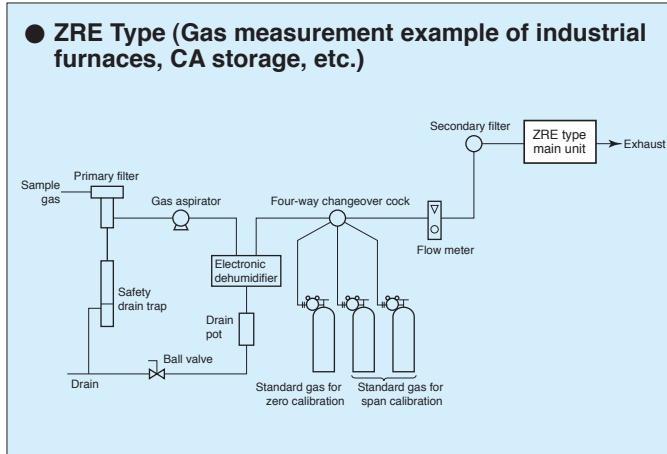 ● ZRE Type (Gas measurement example of industrial
furnaces, CA storage, etc.)
Secondary filter
ZRE type
main unit
Exhaust
Sample
gas
Primary filter
Gas aspirator
Four-way changeover cock
Flow meter
Electronic
dehumidifier
Safety
drain trap
Drain
pot
Ball valve
Drain
Standard gas for
zero calibration
Standard gas for
span calibration